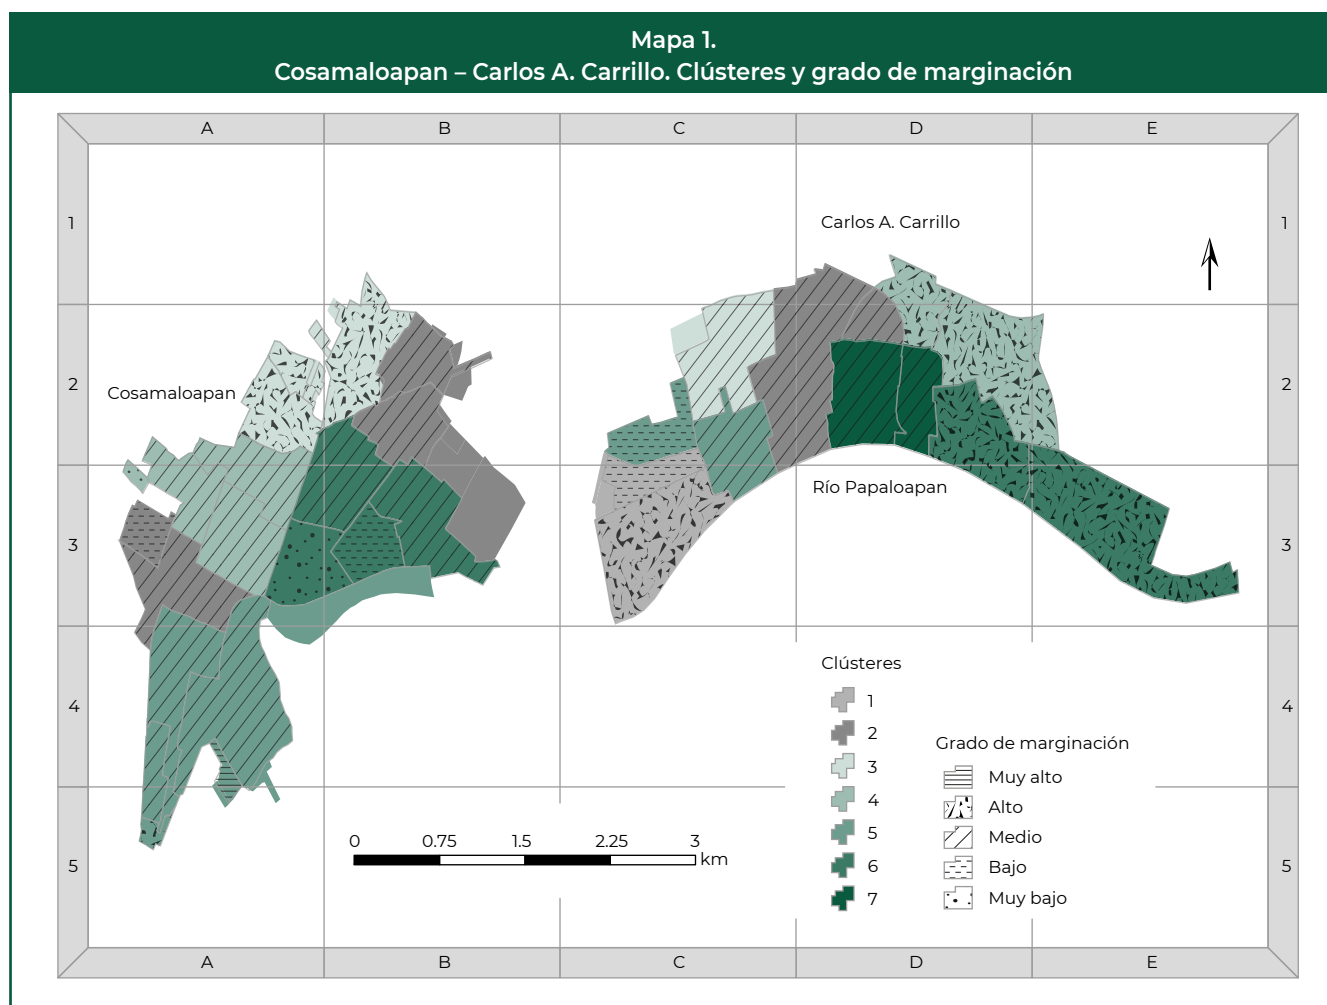 Mapa 1.
Cosamaloapan – Carlos A. Carrillo. Clústeres y grado de marginación
A B C D E
1 1
Carlos A. Carrillo
2 2
Cosamaloapan
Río Papaloapan
3 3
4 4
Clústeres
1
2
3
4
5
6
7
Grado de marginación
Muy alto
Alto
Medio
Bajo
Muy bajo
0 0.75 1.5 2.25 3
km
5 5
A B C D E